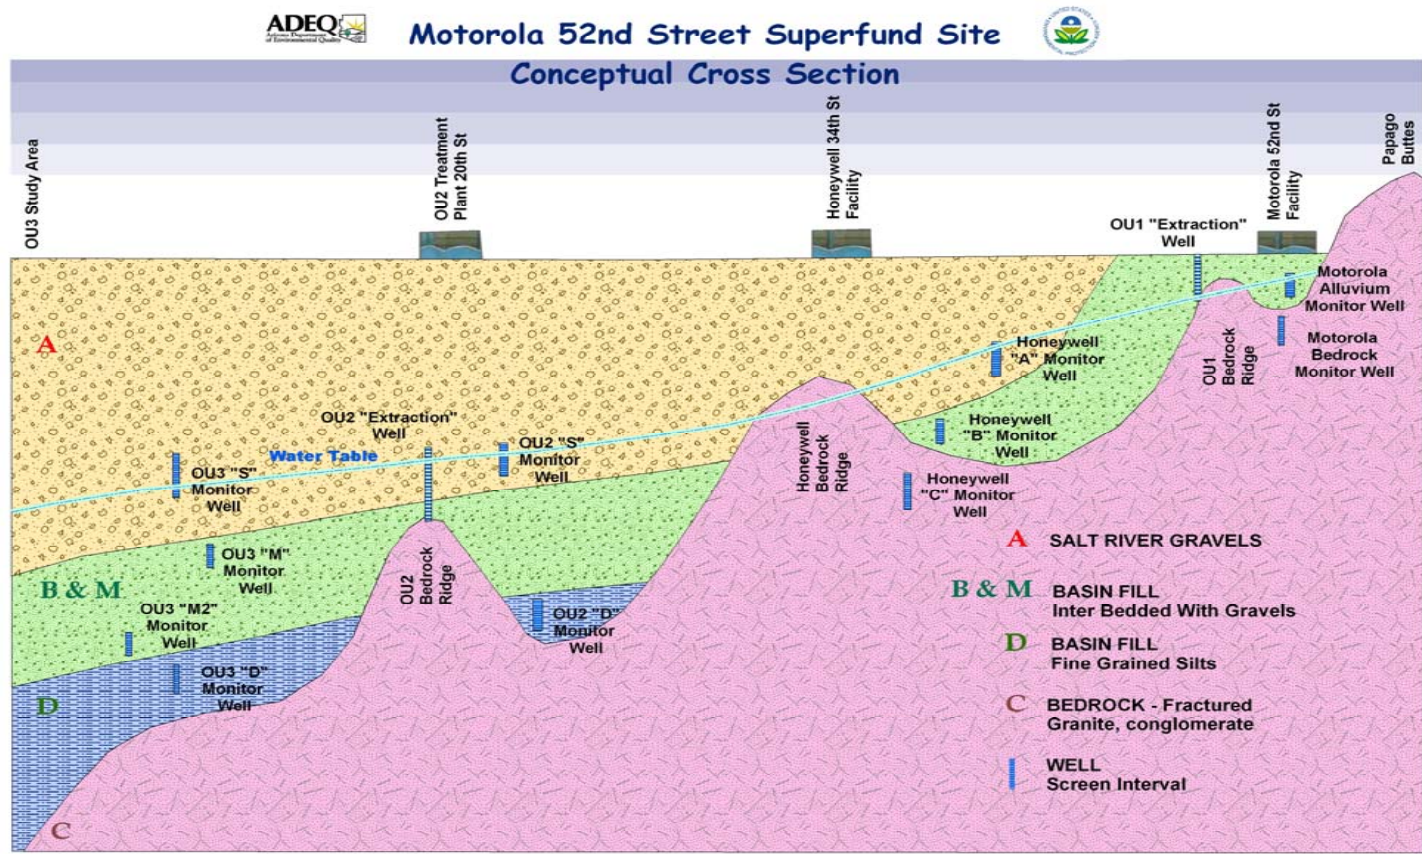 ADEQ
Arizona Department
of Environmental Quality
Motorola 52nd Street Superfund Site
Conceptual Cross Section
OU3 Study Area
OU2 Treatment
Plant 20th St
Honeywell 34th St
Facility
Motorola 52nd St
Facility
Papago
Buttes
OU1 "Extraction"
Well
Motorola
Alluvium
Monitor Well
Motorola
Bedrock
Monitor Well
OU1
Bedrock
Ridge
A
Honeywell
"A" Monitor
Well
OU2 "Extraction"
Well
Water Table
OU2 "S"
Monitor
Well
Honeywell
"B" Monitor
Well
Honeywell
Bedrock
Ridge
OU3 "S"
Monitor
Well
Honeywell
"C" Monitor
Well
OU3 "M"
Monitor
Well
OU2
Bedrock
Ridge
B & M
OU3 "M2"
Monitor
Well
OU2 "D"
Monitor
Well
OU3 "D"
Monitor
Well
D
C
A SALT RIVER GRAVELS
B & M BASIN FILL
Inter Bedded With Gravels
D BASIN FILL
Fine Grained Silts
C BEDROCK - Fractured
Granite, conglomerate
WELL
Screen Interval